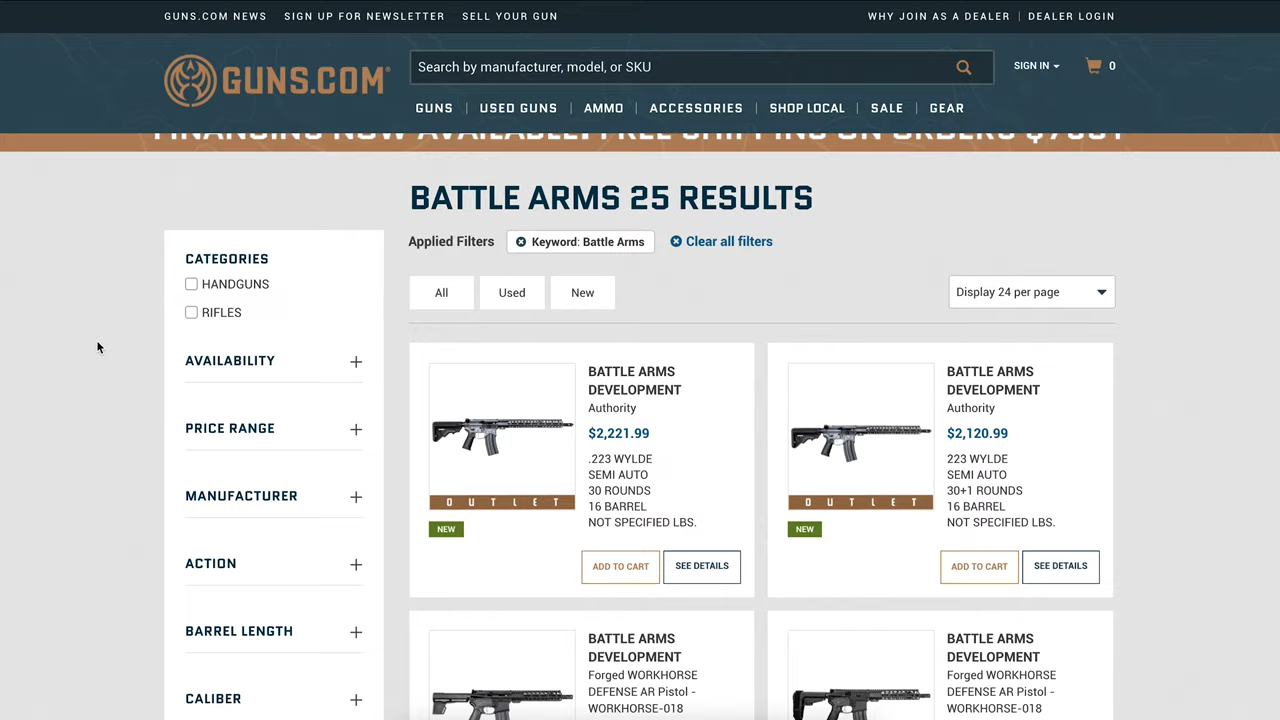 GUNS.COM NEWS SIGN UP FOR NEWSLETTER SELL YOUR GUN WHY JOIN AS A DEALER | DEALER LOGIN
GUNS.COM®
Search by manufacturer, model, or SKU
SIGN IN
0
GUNS | USED GUNS | AMMO | ACCESSORIES | SHOP LOCAL | SALE | GEAR
FINANCING NOW AVAILABLE! FREE SHIPPING ON ORDERS
BATTLE ARMS 25 RESULTS
Applied Filters
Keyword: Battle Arms
Clear all filters
All
Used
New
Display 24 per page
CATEGORIES
HANDGUNS
RIFLES
AVAILABILITY +
PRICE RANGE +
MANUFACTURER +
ACTION +
BARREL LENGTH +
CALIBER +
BATTLE ARMS
DEVELOPMENT
Authority
$2,221.99
.223 WYLDE
SEMI AUTO
30 ROUNDS
16 BARREL
NOT SPECIFIED LBS.
OUTLET
NEW
ADD TO CART
SEE DETAILS
BATTLE ARMS
DEVELOPMENT
Authority
$2,120.99
223 WYLDE
SEMI AUTO
30+1 ROUNDS
16 BARREL
NOT SPECIFIED LBS.
OUTLET
NEW
ADD TO CART
SEE DETAILS
BATTLE ARMS
DEVELOPMENT
Forged WORKHORSE
DEFENSE AR Pistol -
WORKHORSE-018
BATTLE ARMS
DEVELOPMENT
Forged WORKHORSE
DEFENSE AR Pistol -
WORKHORSE-018